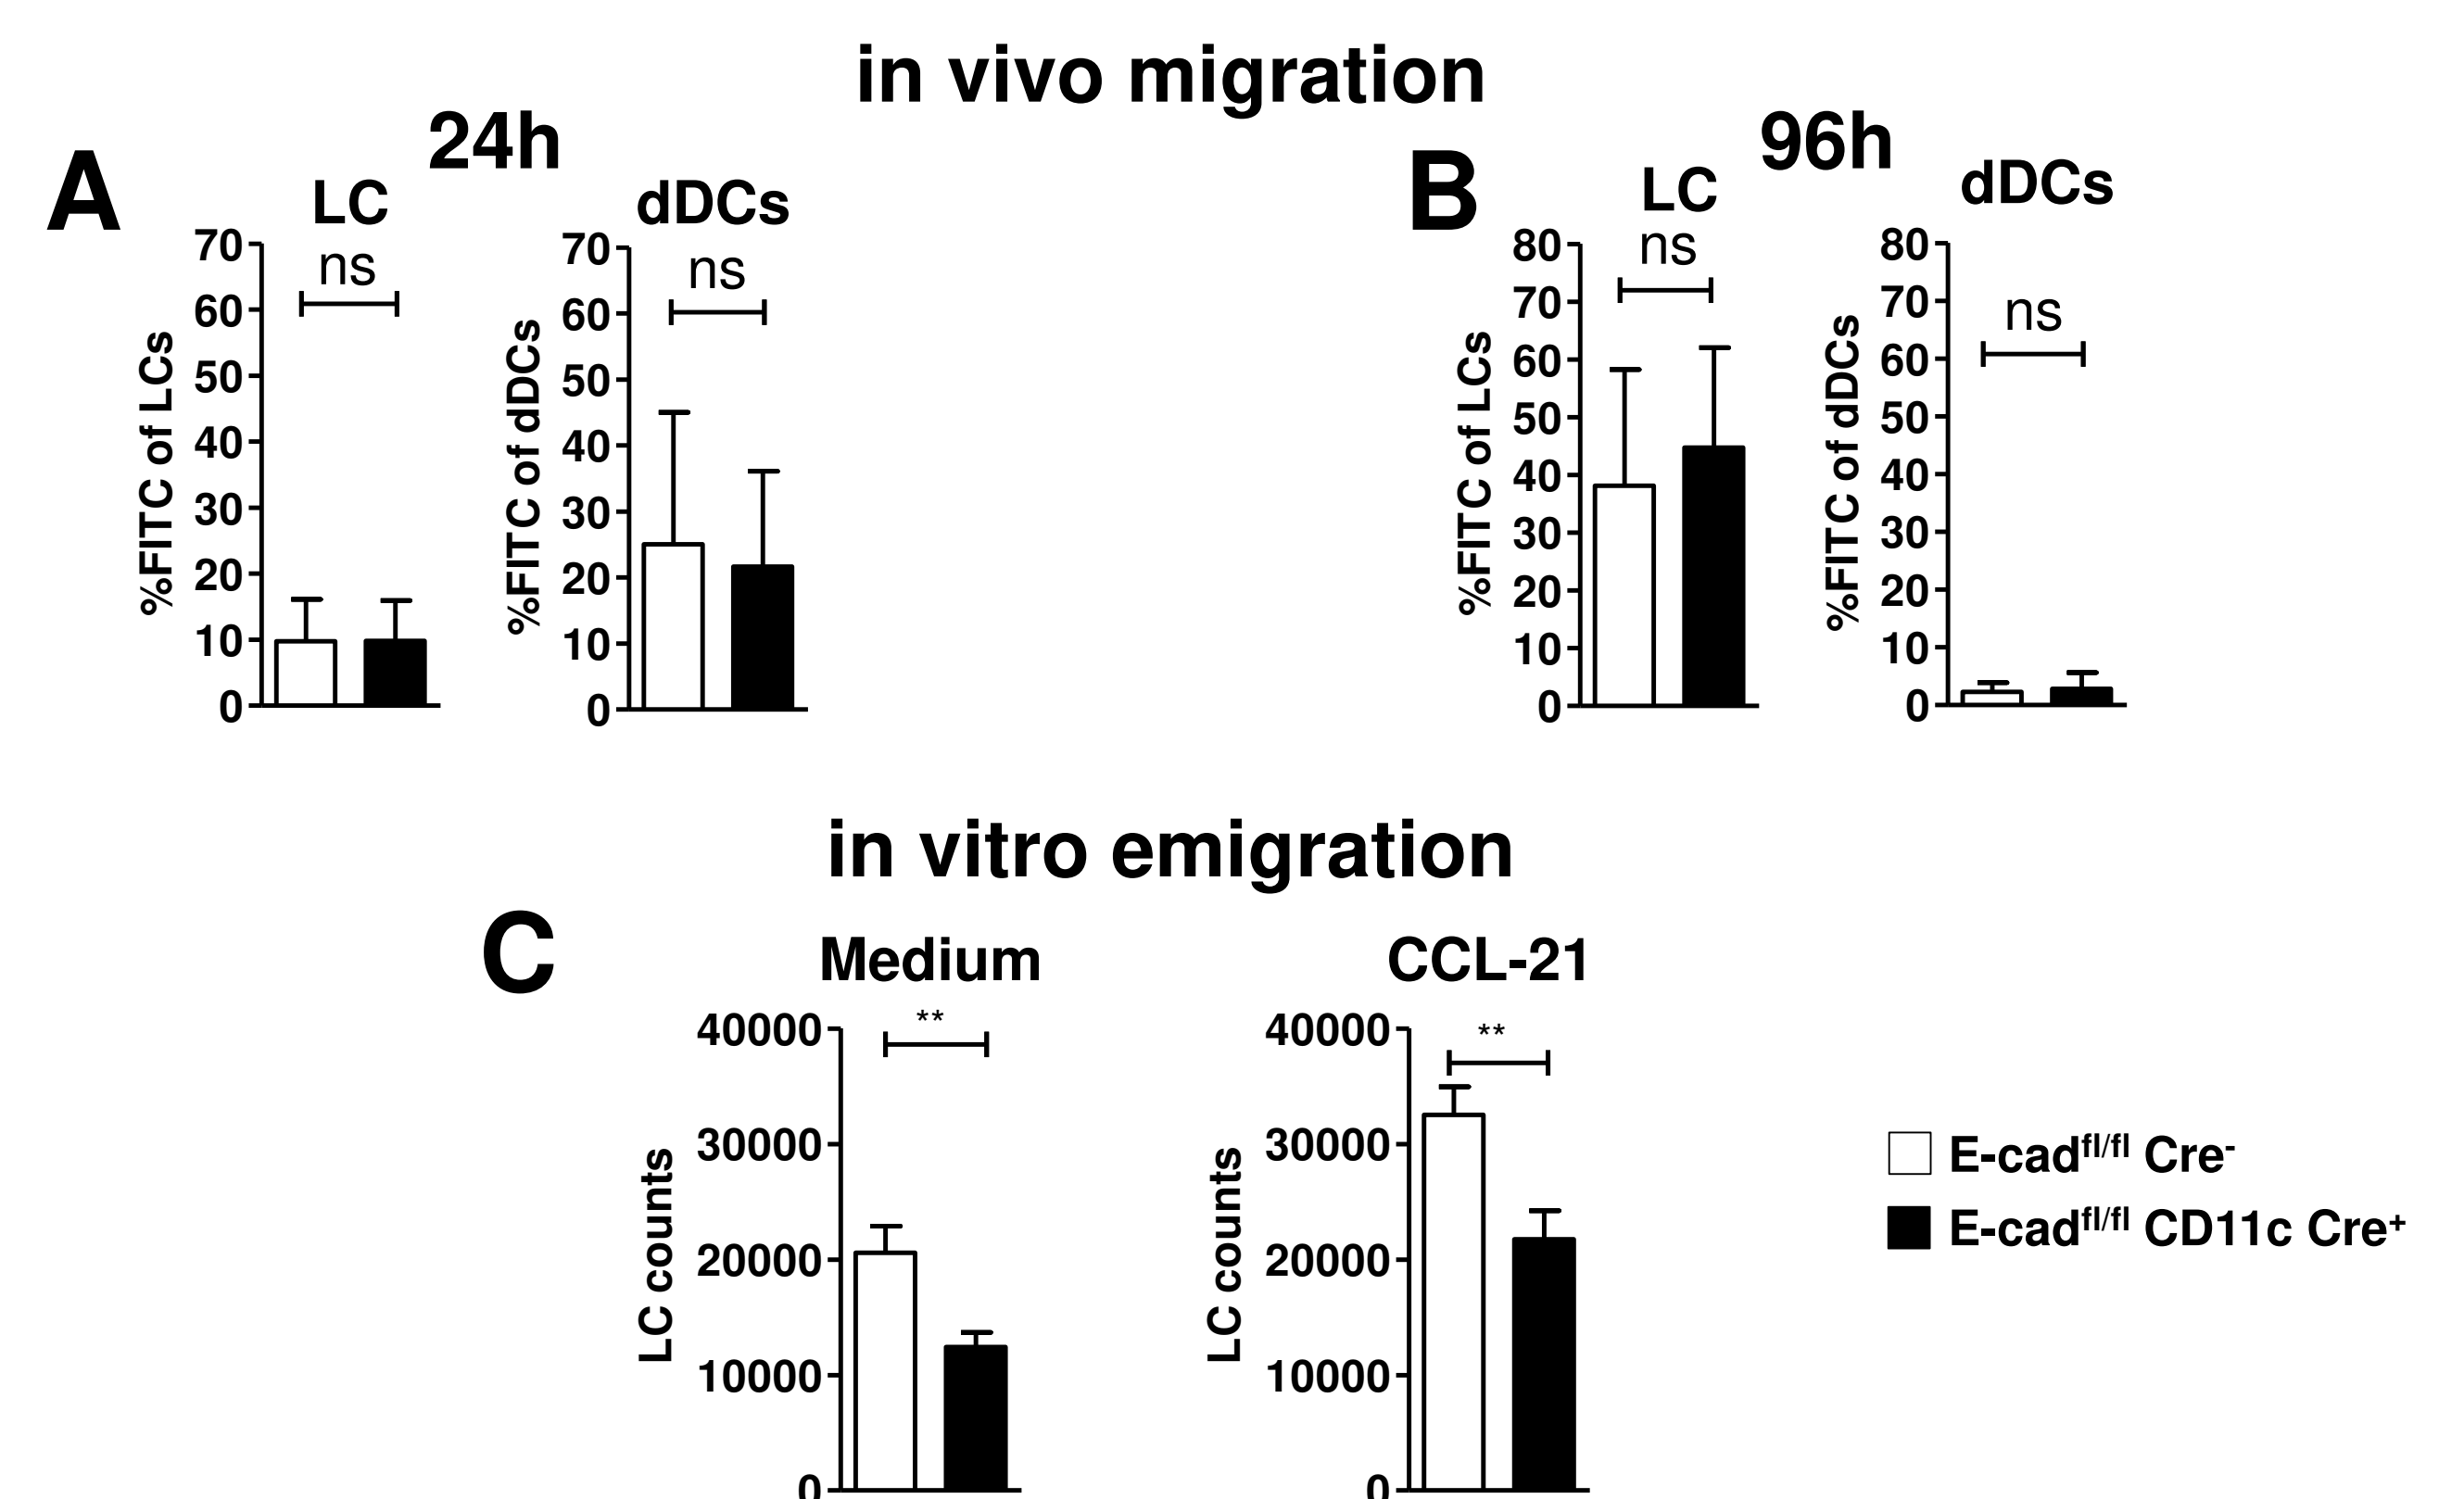 in vivo migration
24h
96h
A
B
LC
dDCs
LC
dDCs
ns
ns
ns
ns
%FITC of LCs
70
60
50
40
30
20
10
0
%FITC of dDCs
70
60
50
40
30
20
10
0
%FITC of LCs
80
70
60
50
40
30
20
10
0
%FITC of dDCs
80
70
60
50
40
30
20
10
0
in vitro emigration
C
Medium
CCL-21
**
**
LC counts
40000
30000
20000
10000
0
LC counts
40000
30000
20000
10000
0
E-cadfl/fl Cre-
E-cadfl/fl CD11c Cre+